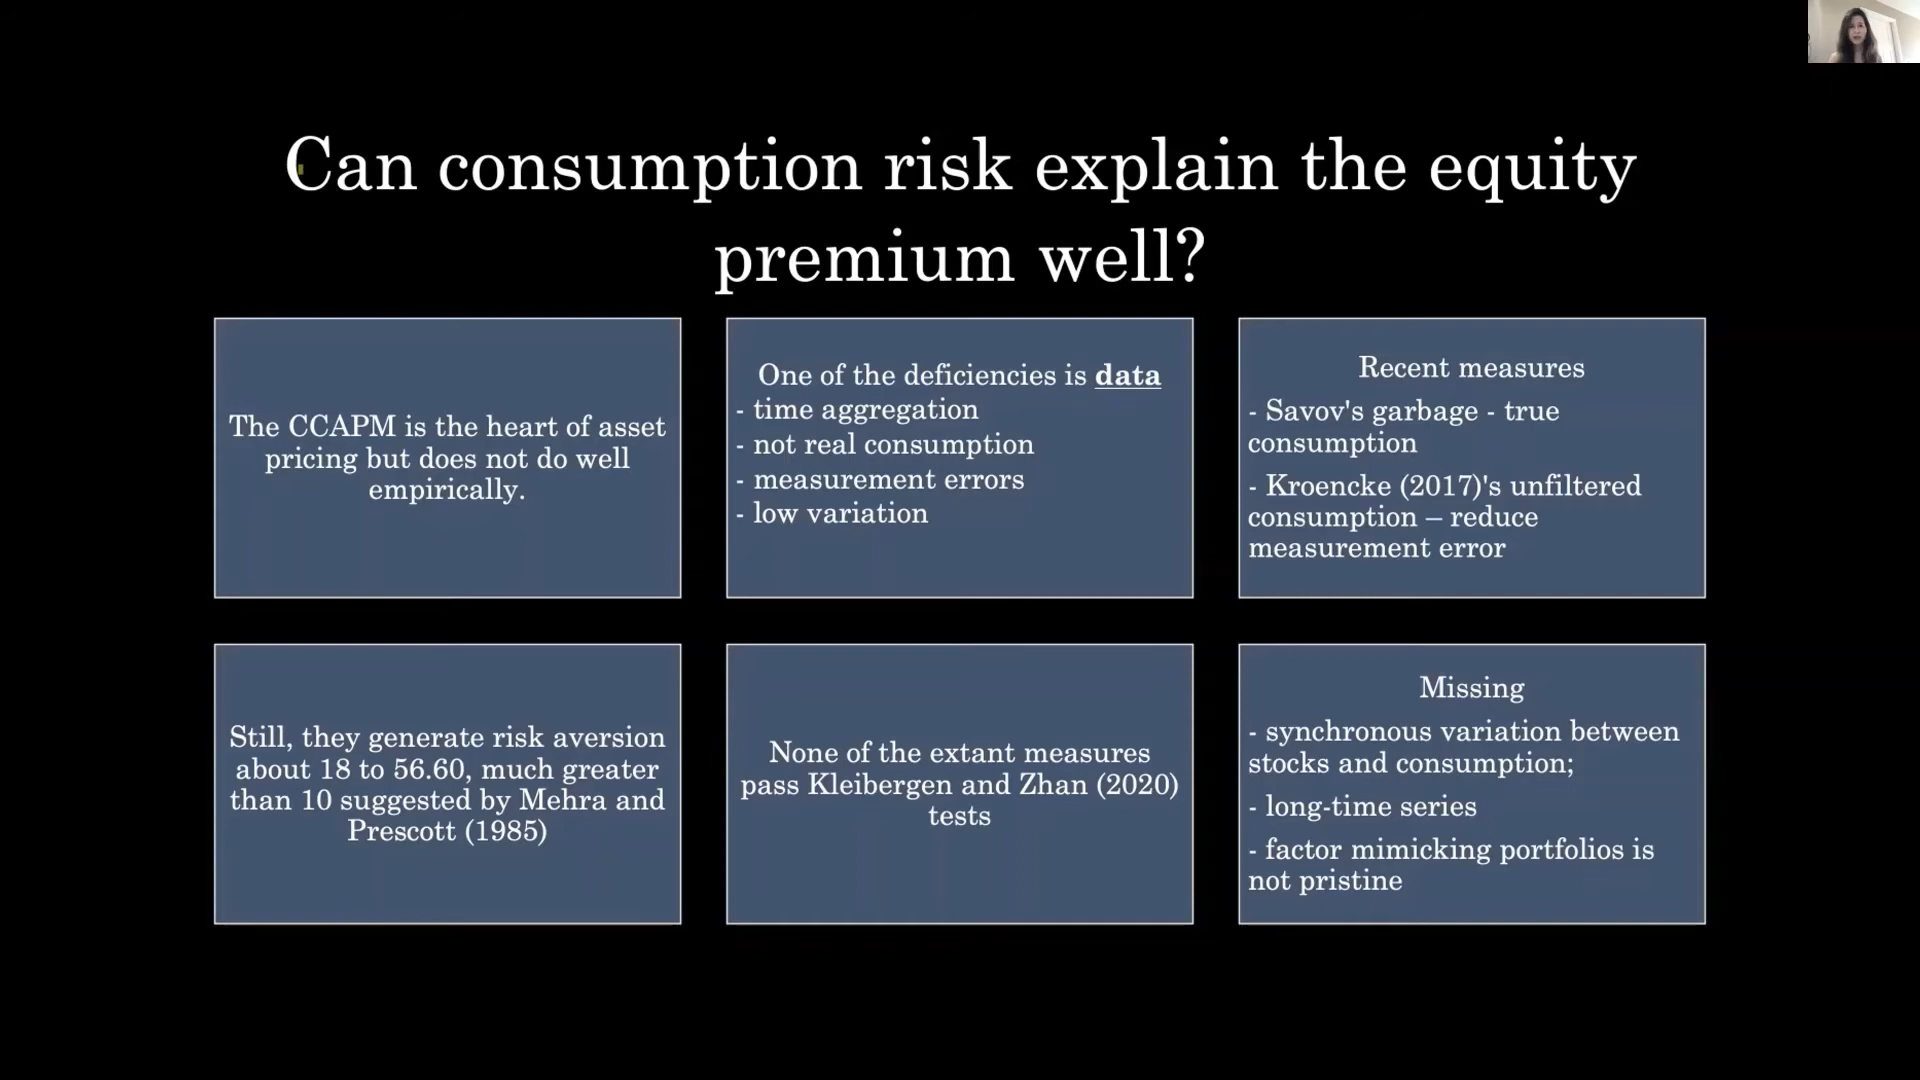 Can consumption risk explain the equity
premium well?
The CCAPM is the heart of asset
pricing but does not do well
empirically.
One of the deficiencies is data
- time aggregation
- not real consumption
- measurement errors
- low variation
Recent measures
- Savov's garbage - true
consumption
- Kroencke (2017)'s unfiltered
consumption – reduce
measurement error
Still, they generate risk aversion
about 18 to 56.60, much greater
than 10 suggested by Mehra and
Prescott (1985)
None of the extant measures
pass Kleibergen and Zhan (2020)
tests
Missing
- synchronous variation between
stocks and consumption;
- long-time series
- factor mimicking portfolios is
not pristine